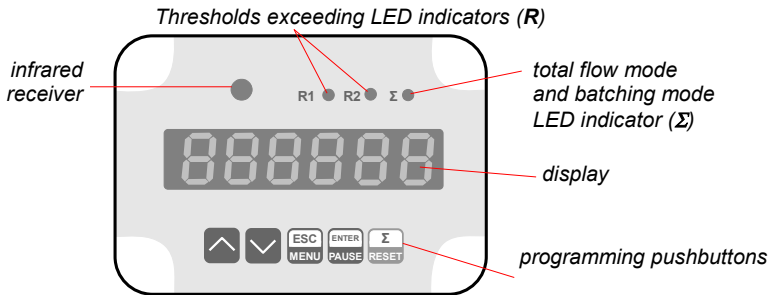 Thresholds exceeding LED indicators (R)
infrared
receiver
total flow mode
and batching mode
LED indicator (Σ)
R1 R2 Σ
888888
display
ESC ENTER Σ
MENU PAUSE RESET
programming pushbuttons